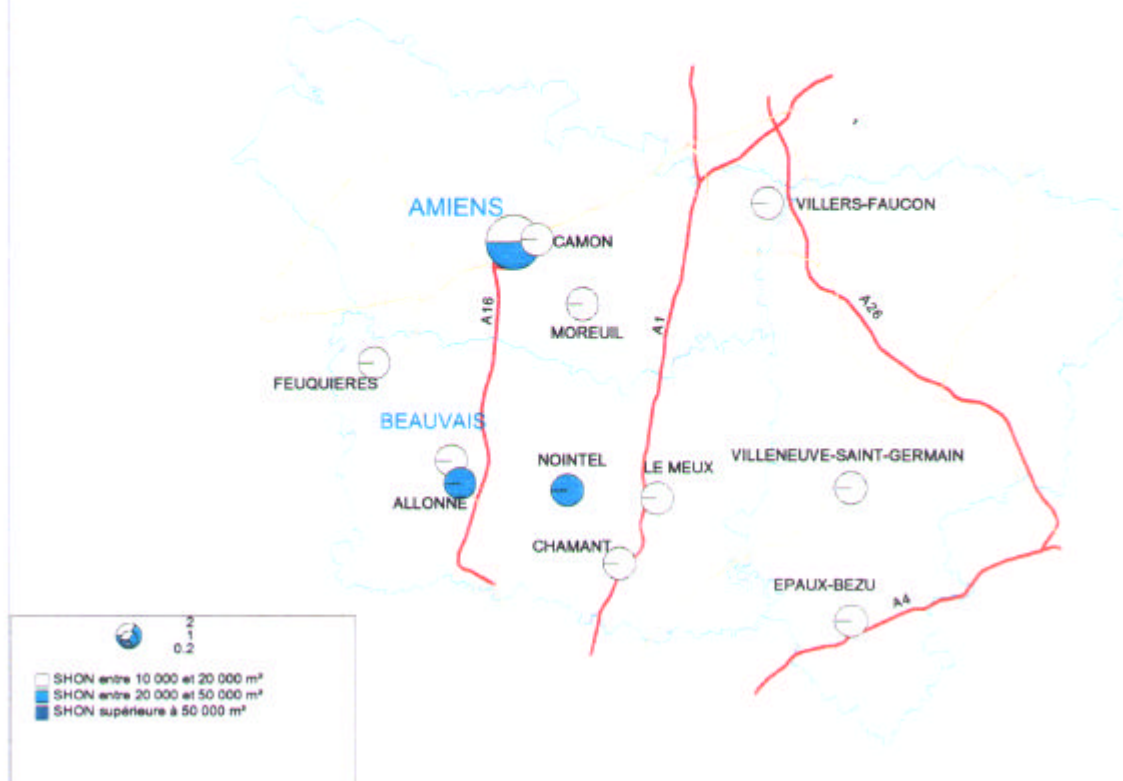 VILLERS-FAUCON
AMIENS
CAMON
A16
A1
A26
MOREUIL
FEUQUIERES
BEAUVAIS
NOINTEL
LE MEUX
VILLENEUVE-SAINT-GERMAIN
ALLONNE
CHAMANT
EPAUX-BEZU
A4
2
1
0.2
SHON entre 10 000 et 20 000 m²
SHON entre 20 000 et 50 000 m²
SHON supérieure à 50 000 m²